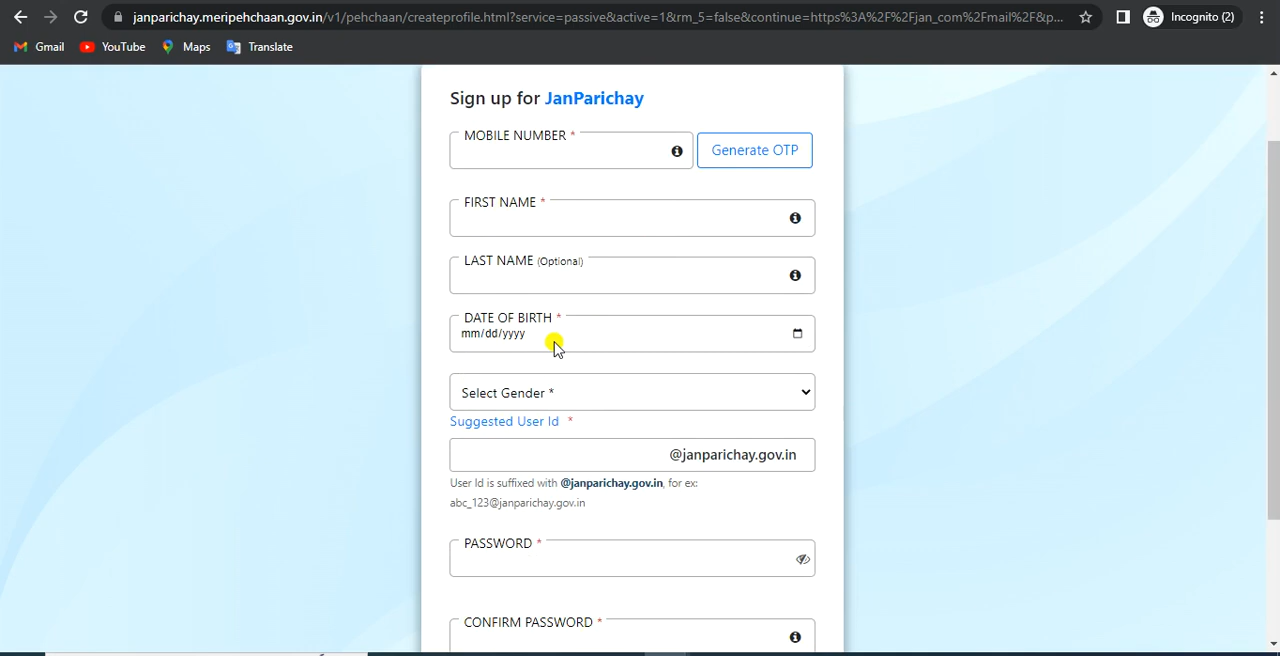 janparichay.meripehchaan.gov.in/v1/pehchaan/createprofile.html?service=passive&active=1&rm_5=false&continue=https%3A%2F%2Fjan_com%2Fmail%2F&p...
Incognito (2)
Gmail YouTube Maps Translate
Sign up for JanParichay
MOBILE NUMBER *
Generate OTP
FIRST NAME *
LAST NAME (Optional)
DATE OF BIRTH *
mm/dd/yyyy
Select Gender *
Suggested User Id *
@janparichay.gov.in
User Id is suffixed with @janparichay.gov.in, for ex:
abc_123@janparichay.gov.in
PASSWORD *
CONFIRM PASSWORD *